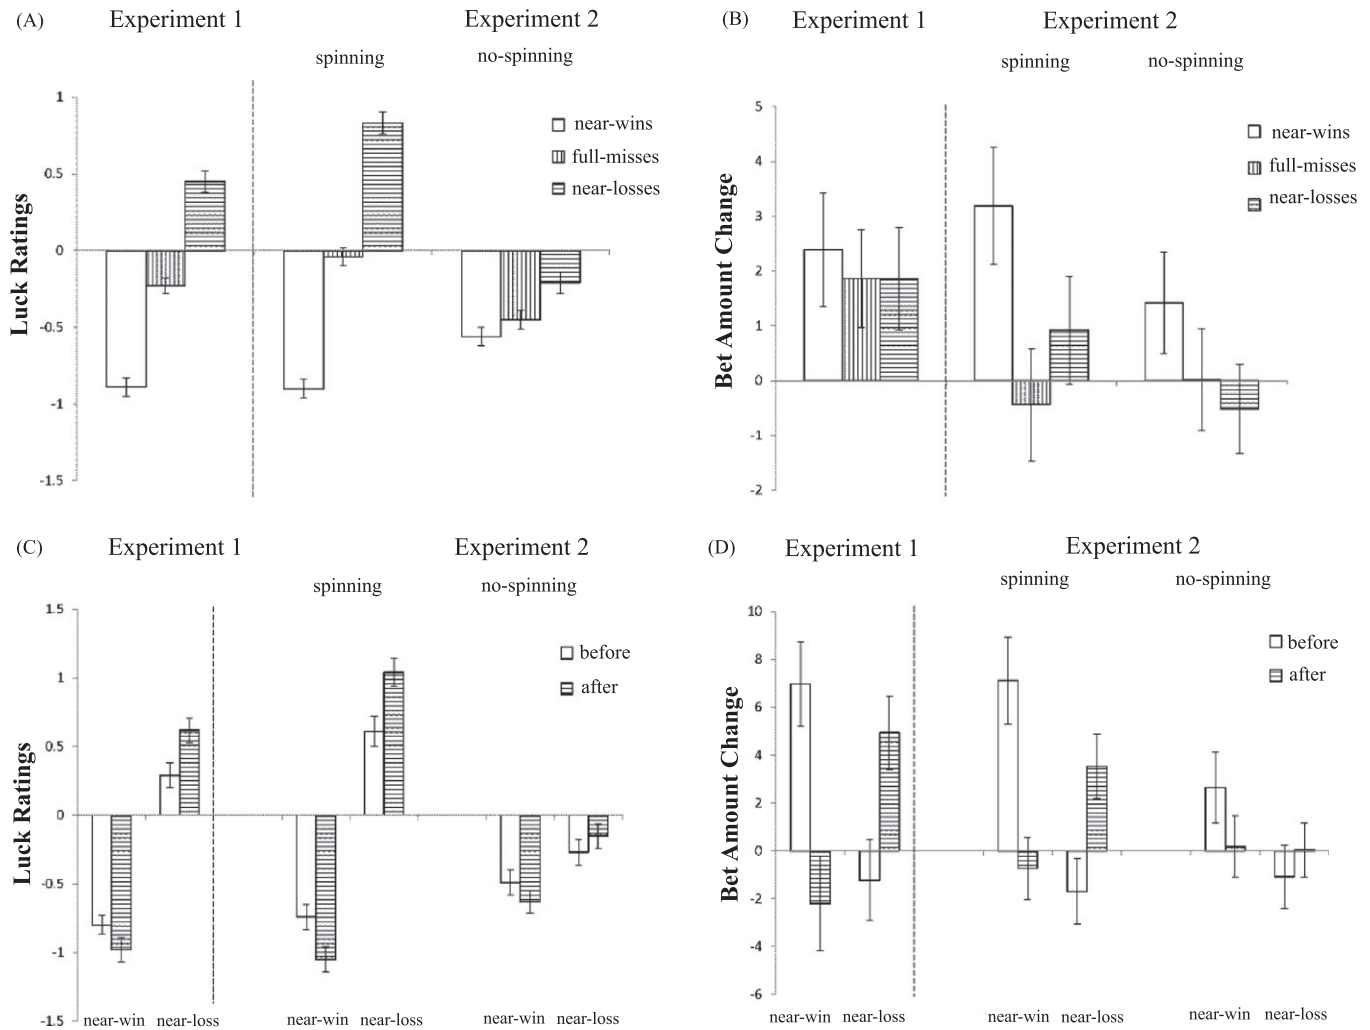 (A) Experiment 1 Experiment 2
spinning no-spinning
1
0.5
0
-0.5
-1
-1.5
Luck Ratings
near-wins
full-misses
near-losses
(B) Experiment 1 Experiment 2
spinning no-spinning
5
4
3
2
1
0
-1
-2
Bet Amount Change
near-wins
full-misses
near-losses
(C) Experiment 1 Experiment 2
spinning no-spinning
1.5
1
0.5
0
-0.5
-1
-1.5
Luck Ratings
before
after
near-win near-loss near-win near-loss near-win near-loss
(D) Experiment 1 Experiment 2
spinning no-spinning
10
8
6
4
2
0
-2
-4
-6
Bet Amount Change
before
after
near-win near-loss near-win near-loss near-win near-loss